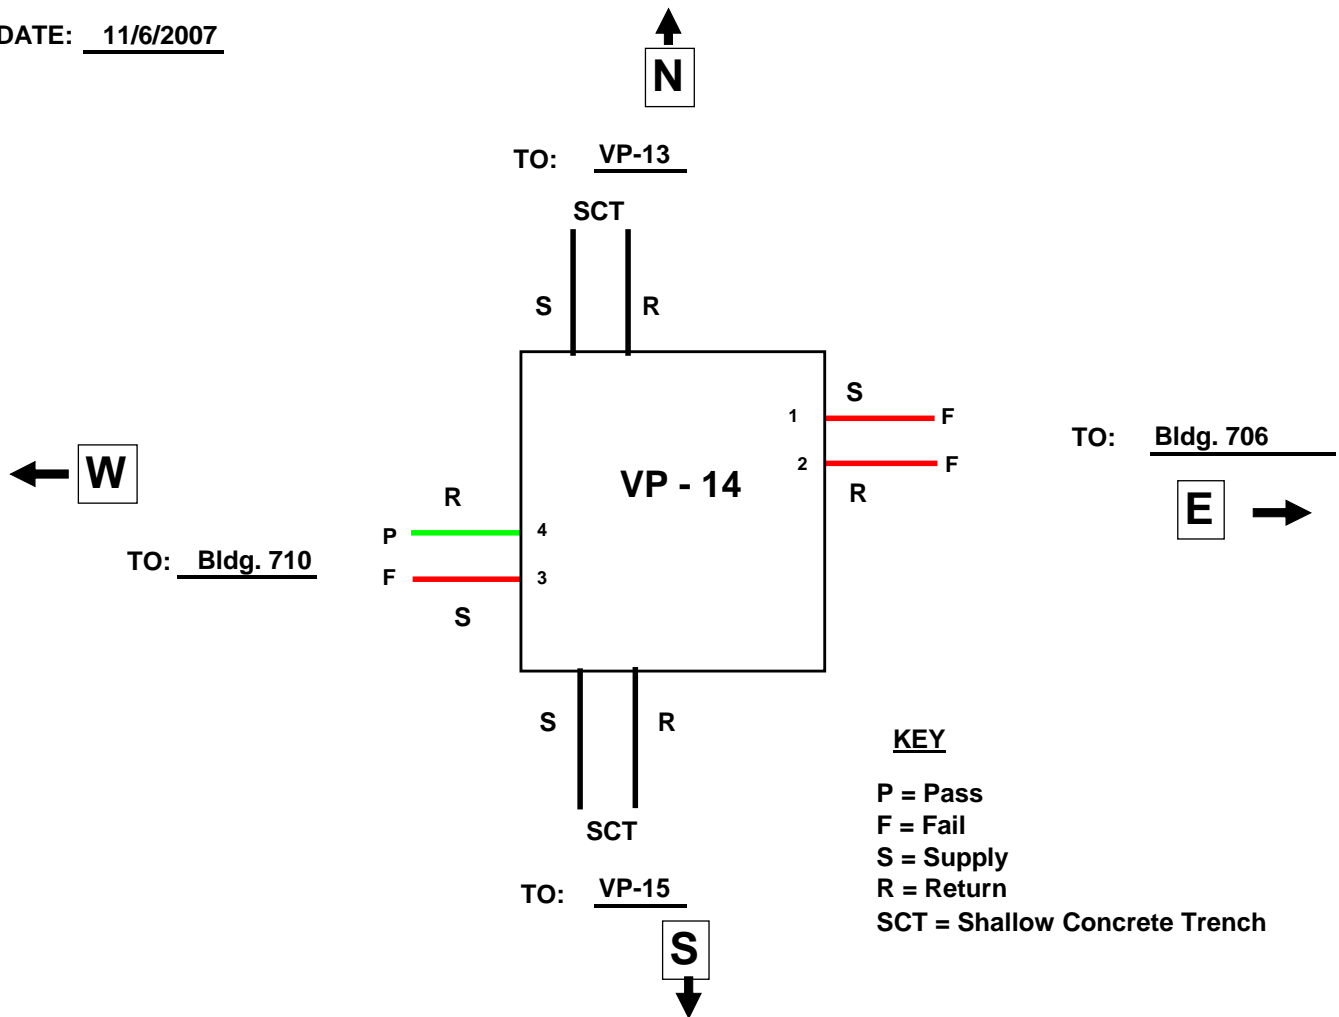 DATE: 11/6/2007
N
TO: VP-13
SCT
S R
S
1 F
TO: Bldg. 706
2 F
R
VP - 14
W
E
R
P 4
TO: Bldg. 710
F 3
S
S R
SCT
TO: VP-15
S
KEY
P = Pass
F = Fail
S = Supply
R = Return
SCT = Shallow Concrete Trench